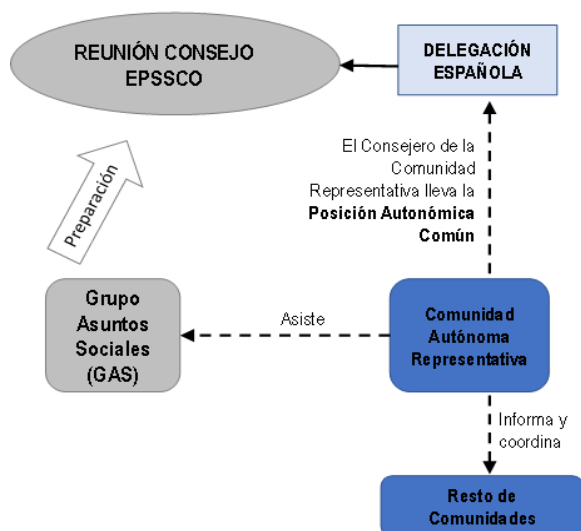 REUNIÓN CONSEJO
EPSSCO
DELEGACIÓN
ESPAÑOLA
El Consejero de la
Comunidad
Representativa lleva la
Posición Autonómica
Común
Preparación
Grupo
Asuntos
Sociales
(GAS)
Asiste
Comunidad
Autónoma
Representativa
Informa y
coordina
Resto de
Comunidades